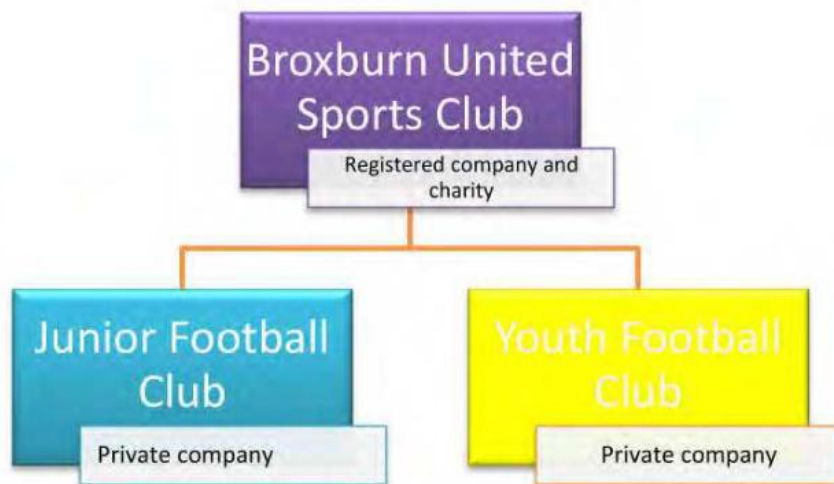 Broxburn United
Sports Club
Registered company and
charity
Junior Football
Club
Private company
Youth Football
Club
Private company